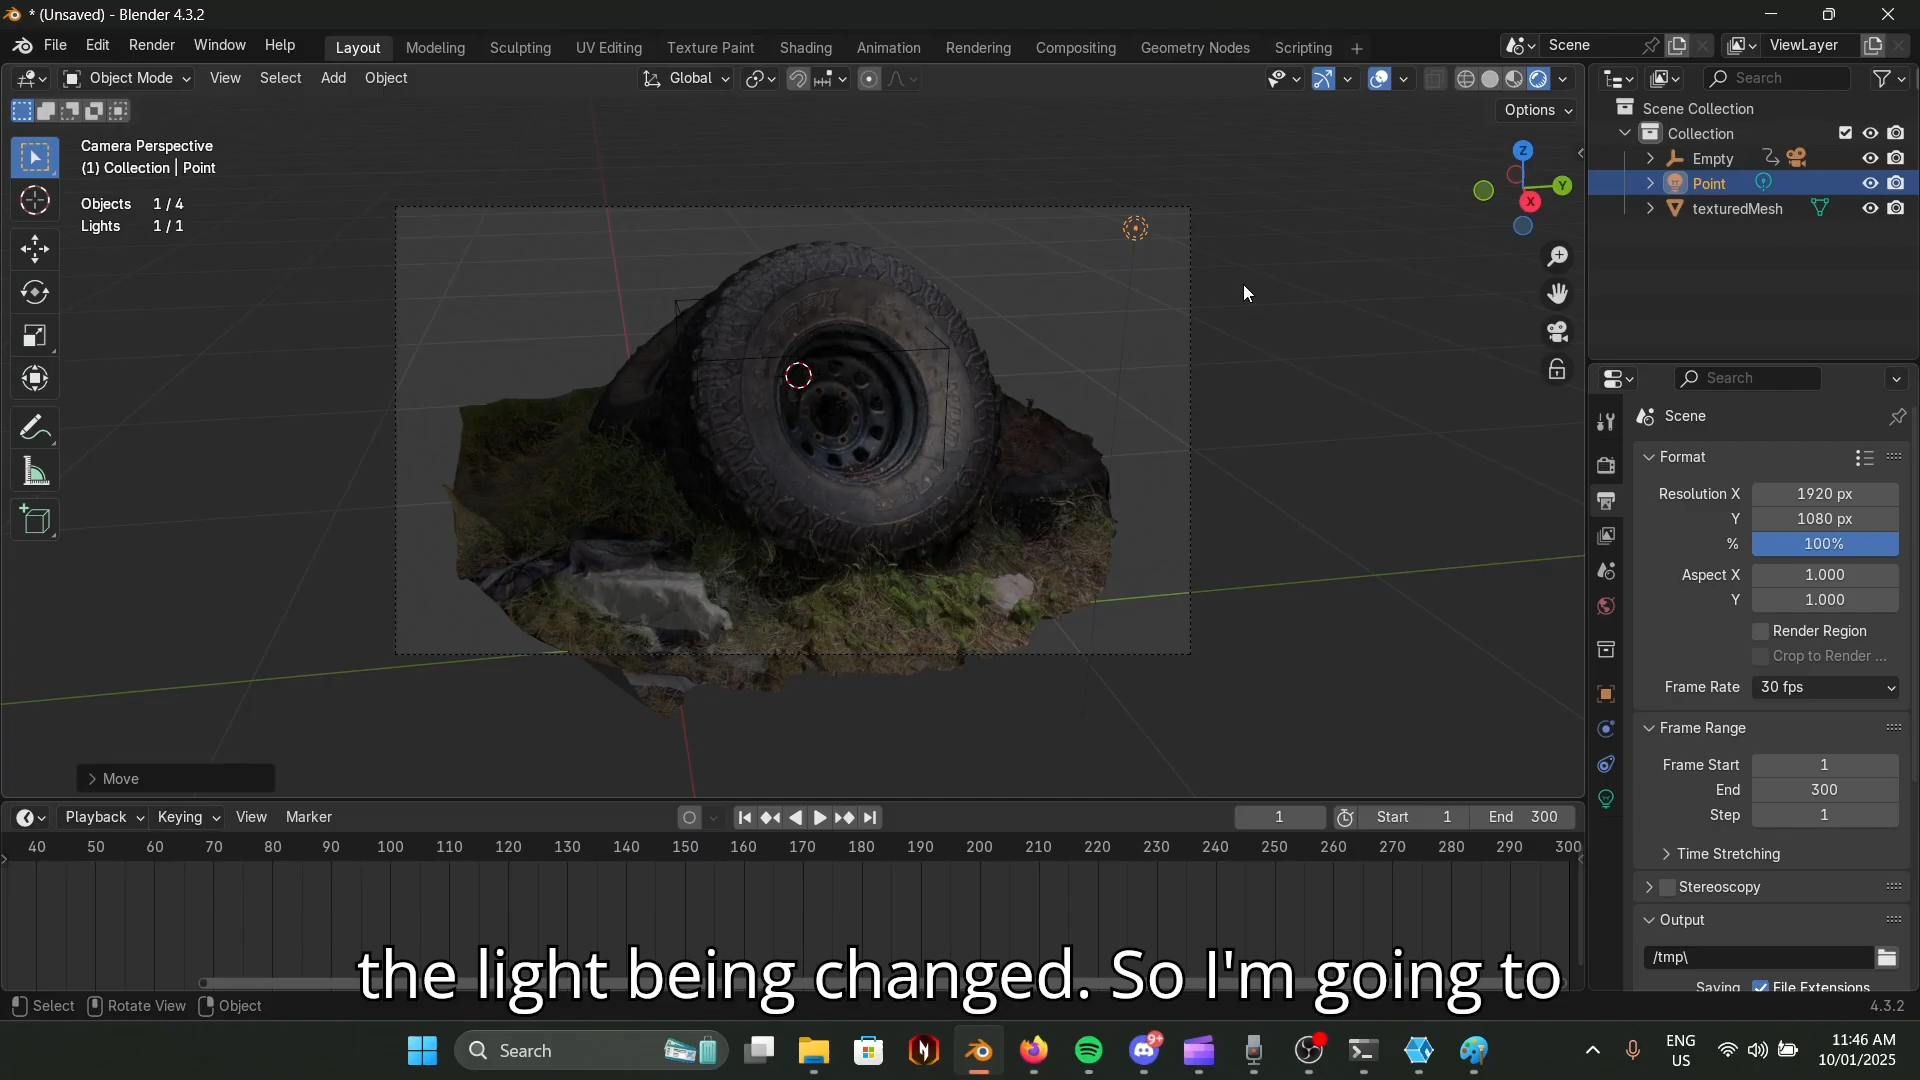 * (Unsaved) - Blender 4.3.2
File Edit Render Window Help
Layout Modeling Sculpting UV Editing Texture Paint Shading Animation Rendering Compositing Geometry Nodes Scripting
Scene
ViewLayer
Object Mode View Select Add Object
Global
Search
Options
Camera Perspective
(1) Collection | Point
Objects 1 / 4
Lights 1 / 1
Z
Y
X
Scene Collection
Collection
Empty
Point
texturedMesh
Search
Scene
Format
Resolution X 1920 px
Y 1080 px
% 100%
Aspect X 1.000
Y 1.000
Render Region
Crop to Render ...
Frame Rate 30 fps
Frame Range
Frame Start 1
End 300
Step 1
Time Stretching
Stereoscopy
Output
/tmp\
Saving File Extensions
Move
Playback Keying View Marker
1 Start 1 End 300
40 50 60 70 80 90 100 110 120 130 140 150 160 170 180 190 200 210 220 230 240 250 260 270 280 290 300
the light being changed. So I'm going to
Select Rotate View Object
4.3.2
Search
9+
ENG
US
11:46 AM
10/01/2025